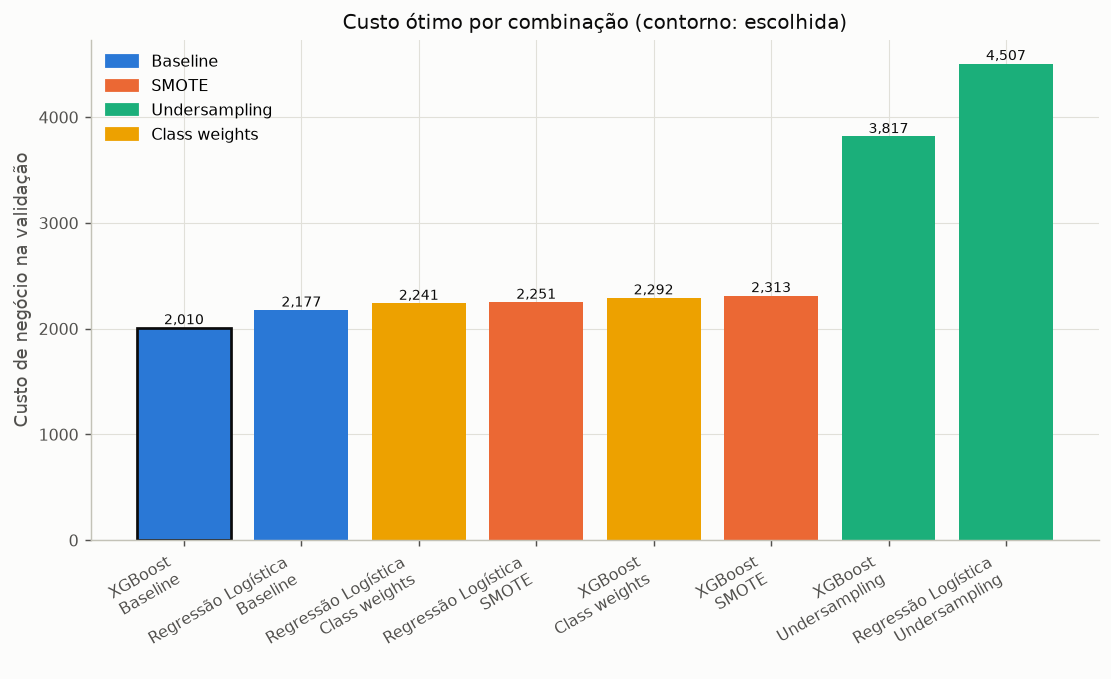 Custo ótimo por combinação (contorno: escolhida)
Baseline
SMOTE
Undersampling
Class weights
Custo de negócio na validação
4000
3000
2000
1000
0
2,010
2,177
2,241
2,251
2,292
2,313
3,817
4,507
XGBoost
Baseline
Regressão Logística
Baseline
Regressão Logística
Class weights
Regressão Logística
SMOTE
XGBoost
Class weights
XGBoost
SMOTE
XGBoost
Undersampling
Regressão Logística
Undersampling